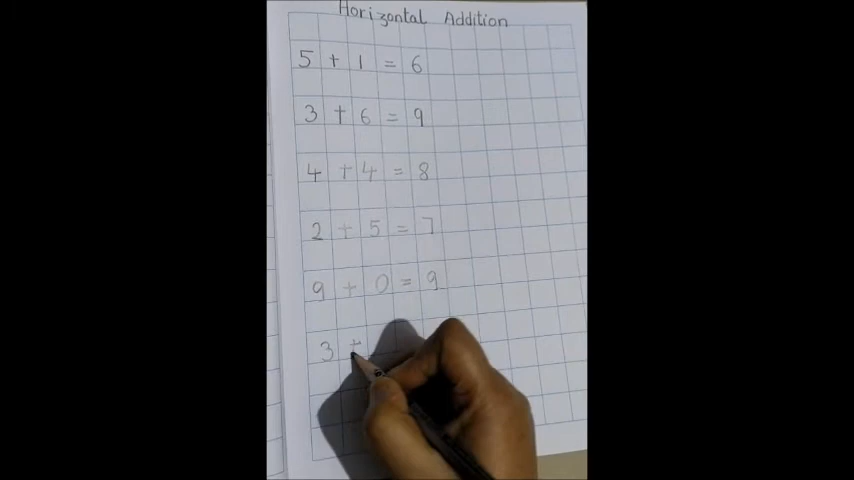 Horizontal Addition
5 + 1 = 6
3 + 6 = 9
4 + 4 = 8
2 + 5 = 7
9 + 0 = 9
3 +